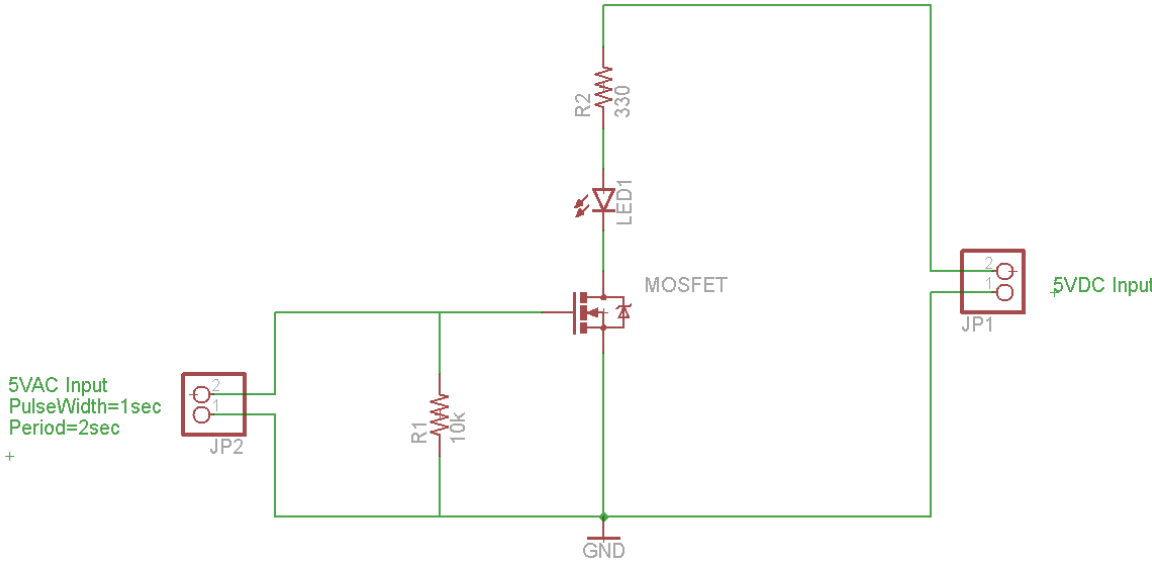 R2
330
LED1
MOSFET
2
1
5VDC Input
JP1
5VAC Input
PulseWidth=1sec
Period=2sec
2
1
JP2
R1
10k
GND